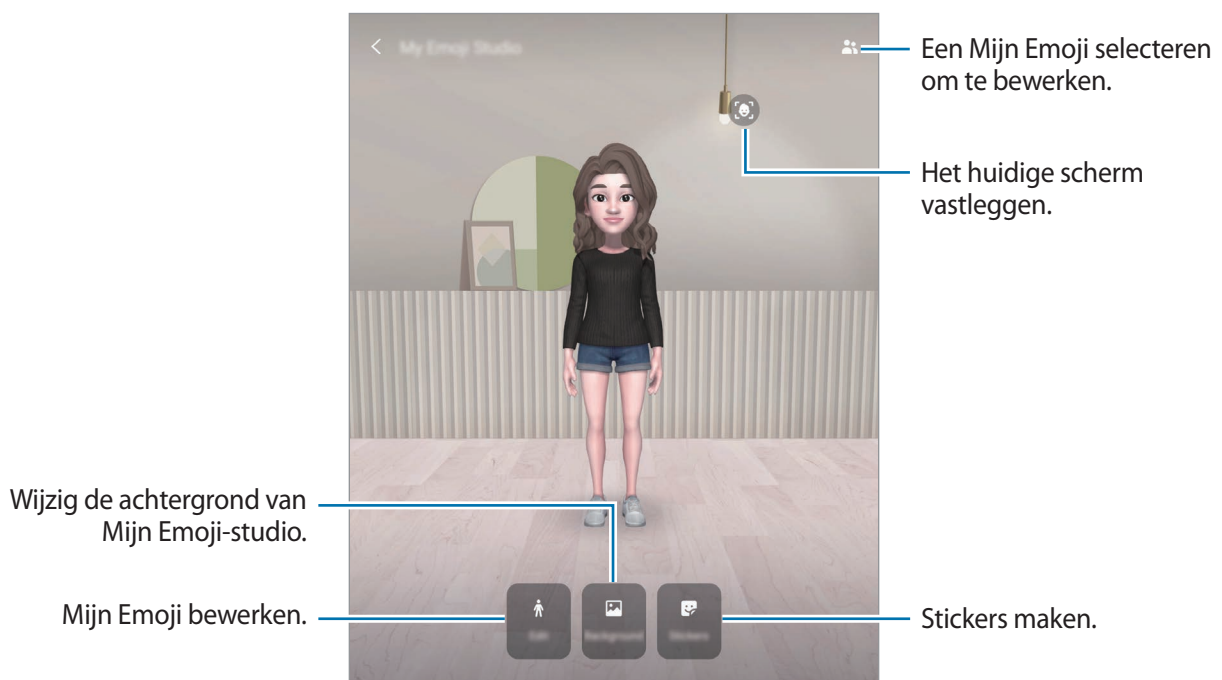 My Emoji Studio
Een Mijn Emoji selecteren
om te bewerken.
Het huidige scherm
vastleggen.
Wijzig de achtergrond van
Mijn Emoji-studio.
Mijn Emoji bewerken.
Edit
Background
Stickers
Stickers maken.